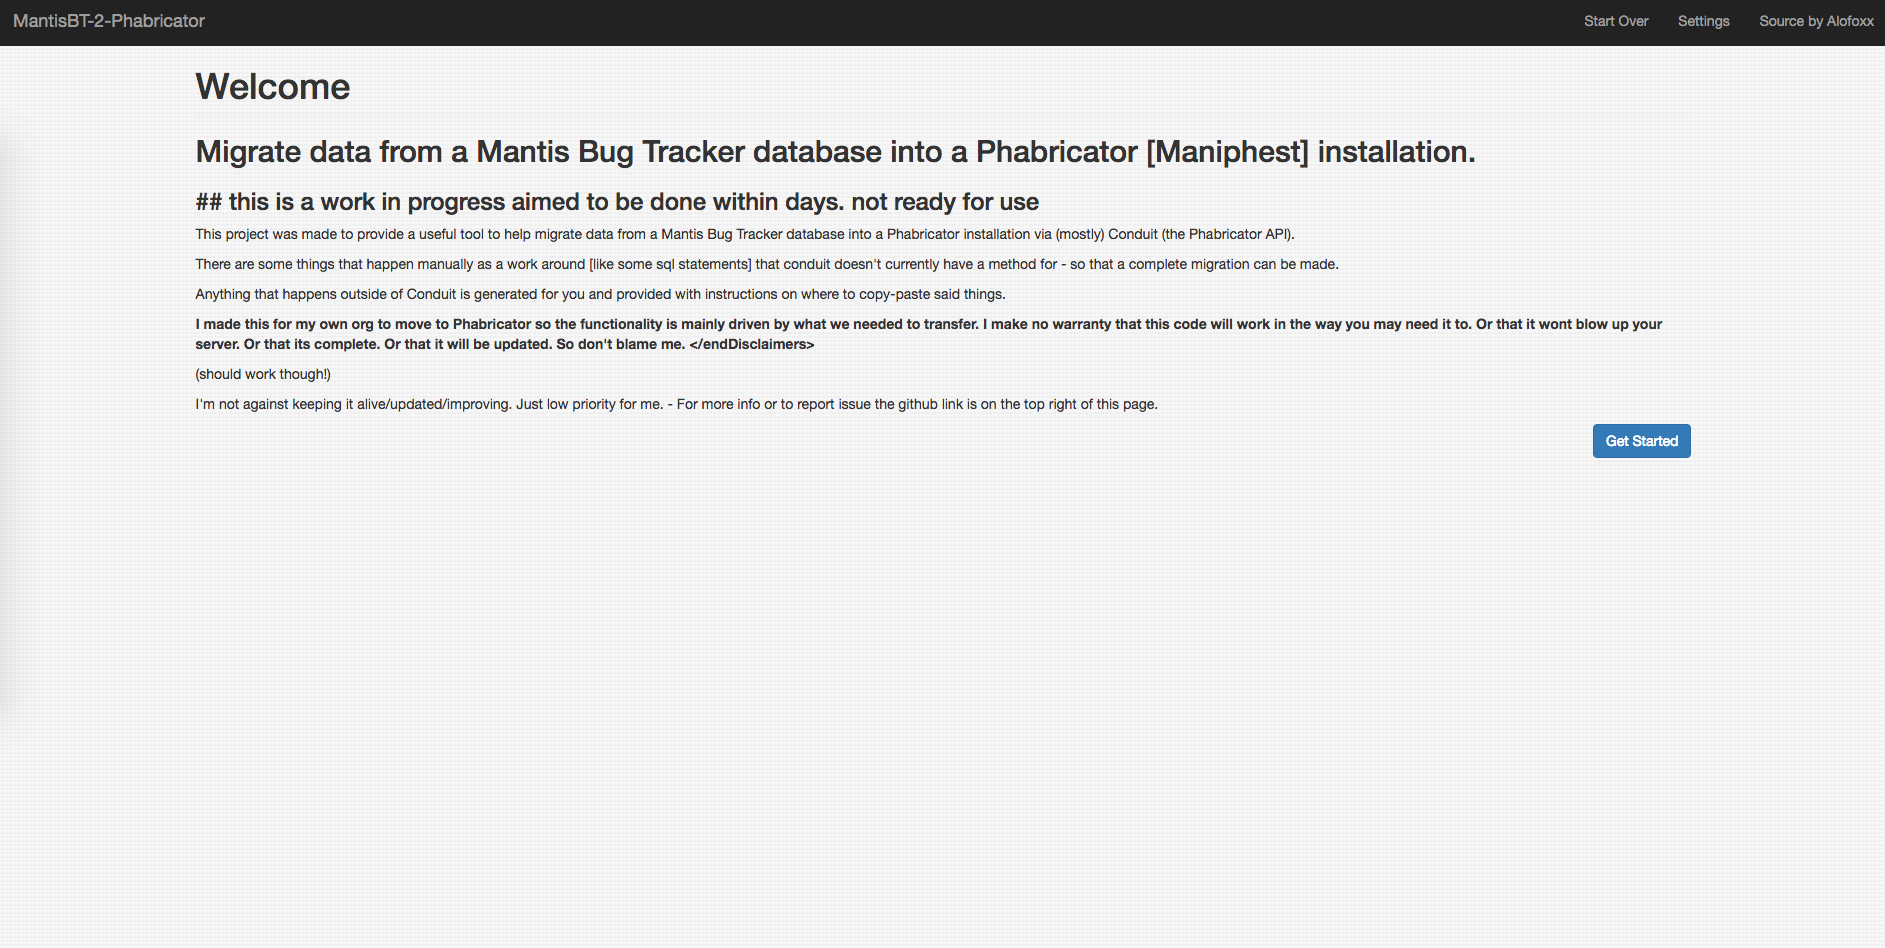 MantisBT-2-Phabricator
Start Over
Settings
Source by Alofoxx
Welcome
Migrate data from a Mantis Bug Tracker database into a Phabricator [Maniphest] installation.
## this is a work in progress aimed to be done within days. not ready for use
This project was made to provide a useful tool to help migrate data from a Mantis Bug Tracker database into a Phabricator installation via (mostly) Conduit (the Phabricator API).
There are some things that happen manually as a work around [like some sql statements] that conduit doesn't currently have a method for - so that a complete migration can be made.
Anything that happens outside of Conduit is generated for you and provided with instructions on where to copy-paste said things.
I made this for my own org to move to Phabricator so the functionality is mainly driven by what we needed to transfer. I make no warranty that this code will work in the way you may need it to. Or that it wont blow up your
server. Or that its complete. Or that it will be updated. So don't blame me. </endDisclaimers>
(should work though!)
I'm not against keeping it alive/updated/improving. Just low priority for me. - For more info or to report issue the github link is on the top right of this page.
Get Started